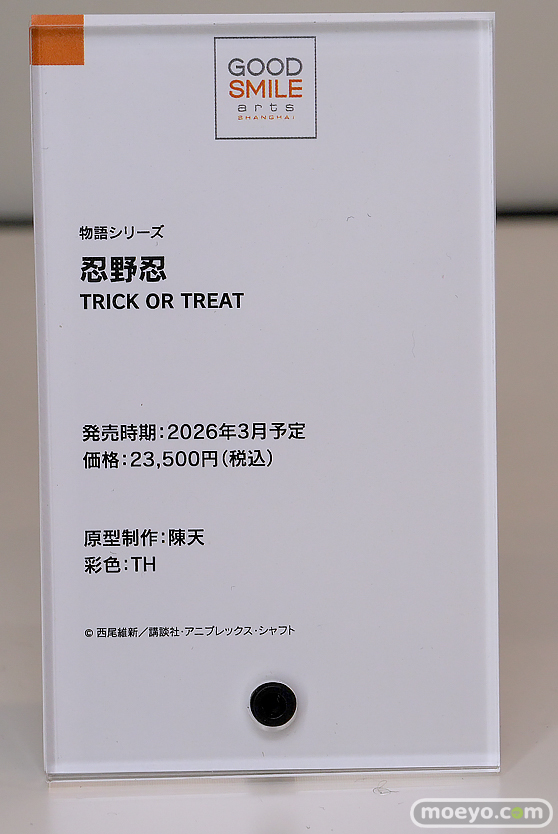 GOOD
SMILE
arts
SHANGHAI
物語シリーズ
忍野忍
TRICK OR TREAT
発売時期：2026年3月予定
価格：23,500円（税込）
原型制作：陳天
彩色：TH
© 西尾維新／講談社・アニプレックス・シャフト
moeyo.com